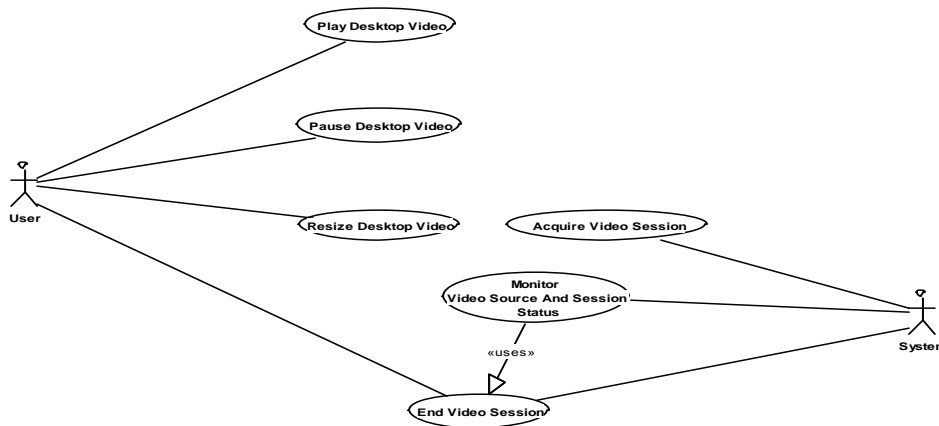 Play Desktop Video
Pause Desktop Video
User
Resize Desktop Video
Acquire Video Session
Monitor
Video Source And Session
Status
System
«uses»
End Video Session